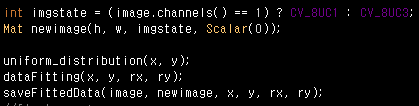 int imgstate = (image.channels() == 1) ? CV_8UC1 : CV_8UC3;
Mat newimage(h, w, imgstate, Scalar(0));
uniform_distribution(x, y);
dataFitting(x, y, rx, ry);
saveFittedData(image, newimage, x, y, rx, ry);